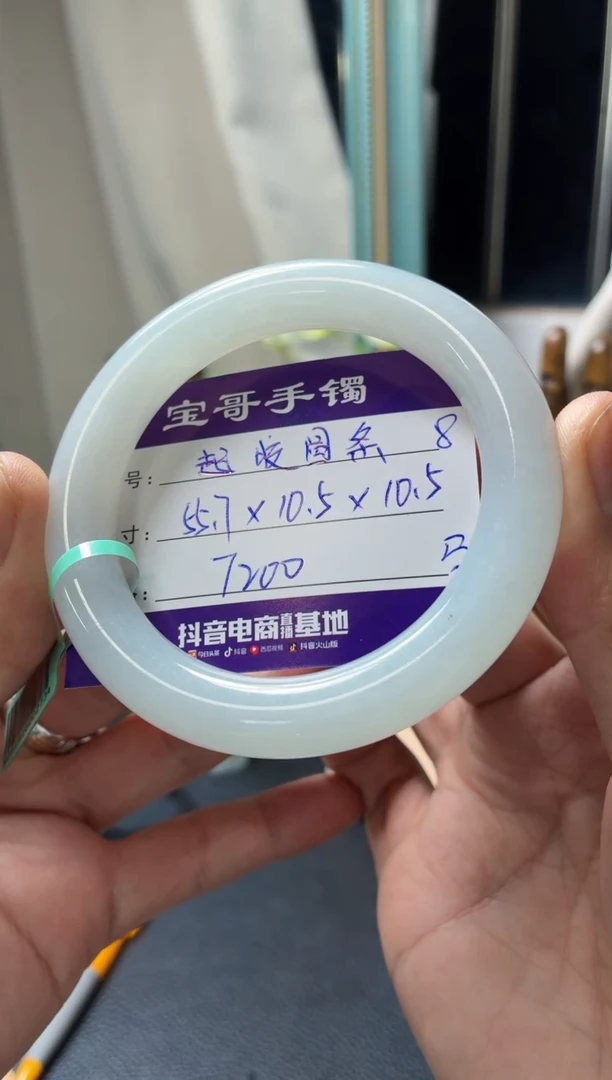 宝哥手镯
号: 起胶圆条 8
寸: 55.7 × 10.5 × 10.5
: 7200
抖音电商直播基地
今日头条 抖音 西瓜视频 抖音火山版